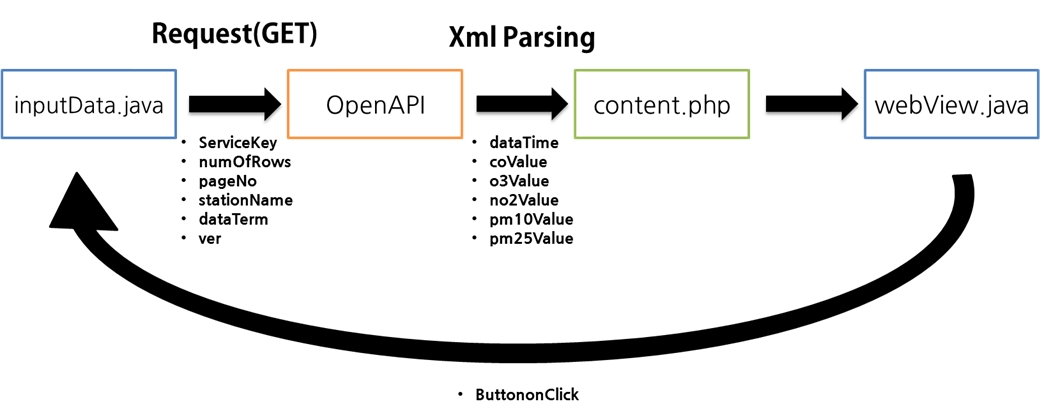 Request(GET)
Xml Parsing
inputData.java
OpenAPI
content.php
webView.java
• ServiceKey
• numOfRows
• pageNo
• stationName
• dataTerm
• ver
• dataTime
• coValue
• o3Value
• no2Value
• pm10Value
• pm25Value
• ButtononClick